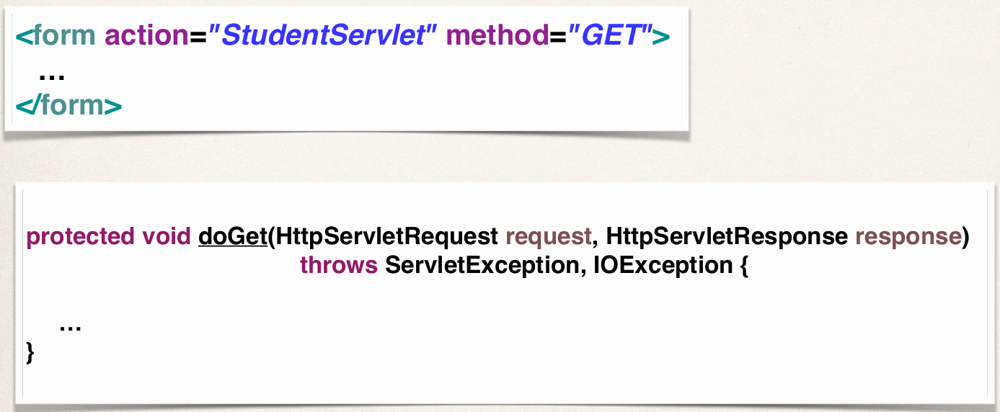 <form action="StudentServlet" method="GET">
...
</form>
protected void doGet(HttpServletRequest request, HttpServletResponse response)
throws ServletException, IOException {
...
}